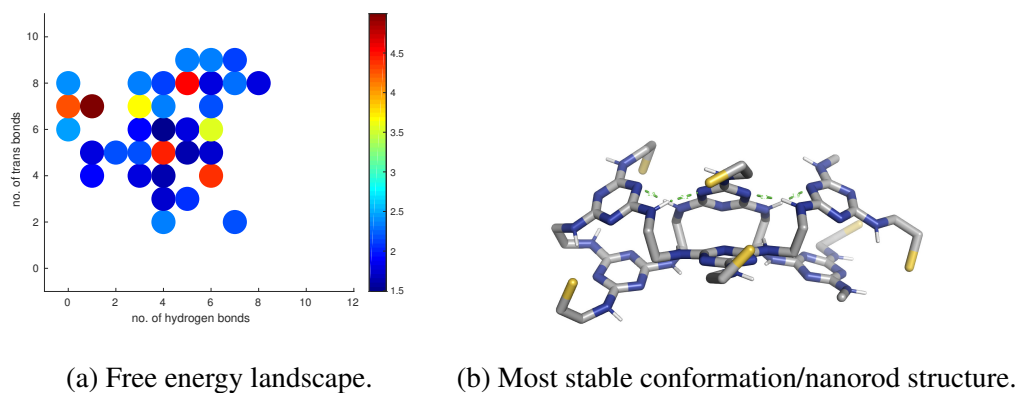 10
8
6
4
2
0
no. of trans bonds
0 2 4 6 8 10 12
no. of hydrogen bonds
4.5
4
3.5
3
2.5
2
1.5
(a) Free energy landscape.
(b) Most stable conformation/nanorod structure.